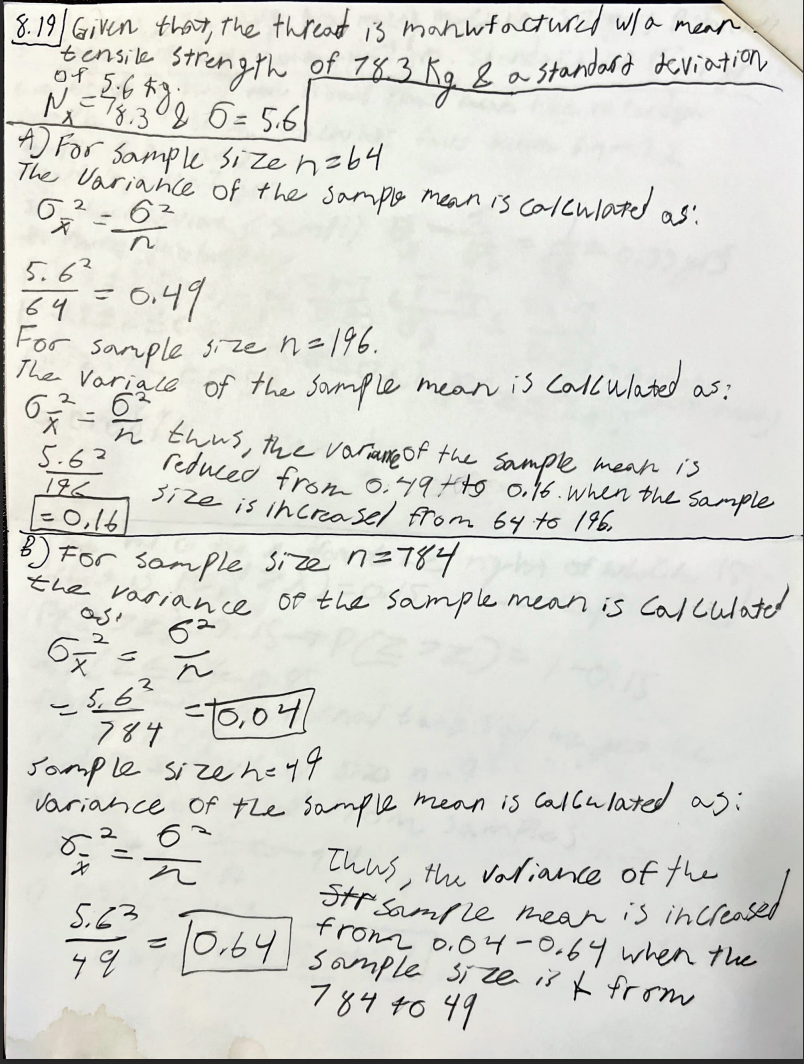 8.19 Given that, the thread is manufactured w/a mean
tensile strength of 78.3 Kg & a standard deviation
of 5.6 kg.
N_x̄ = 78.3 & σ = 5.6
A) For sample size n=64
The Variance of the sample mean is calculated as:
σ_x̄² = σ²/n
5.6²/64 = 0.49
For sample size n=196.
The Variace of the sample mean is calculated as:
σ_x̄² = σ²/n
thus, the variance of the sample mean is
5.6²/196
reduced from 0.49 to 0.16. when the sample
= 0.16
size is increased from 64 to 196.
B) For sample size n=784
the variance of the sample mean is calculated
as:
σ_x̄² = σ²/n
= 5.6²/784 = 0.04
sample size n=49
variance of the sample mean is calculated as:
σ_x̄² = σ²/n
5.6²/49 = 0.64
Thus, the variance of the
sample mean is increased
from 0.04-0.64 when the
sample size is from
784 to 49